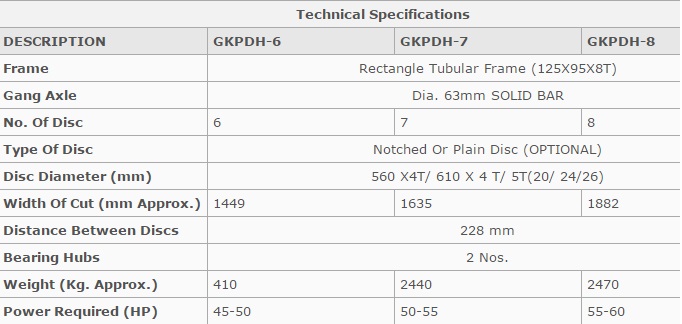 Technical Specifications
DESCRIPTION GKPDH-6 GKPDH-7 GKPDH-8
Frame Rectangle Tubular Frame (125X95X8T)
Gang Axle Dia. 63mm SOLID BAR
No. Of Disc 6 7 8
Type Of Disc Notched Or Plain Disc (OPTIONAL)
Disc Diameter (mm) 560 X4T/ 610 X 4 T/ 5T(20/ 24/26)
Width Of Cut (mm Approx.) 1449 1635 1882
Distance Between Discs 228 mm
Bearing Hubs 2 Nos.
Weight (Kg. Approx.) 410 2440 2470
Power Required (HP) 45-50 50-55 55-60